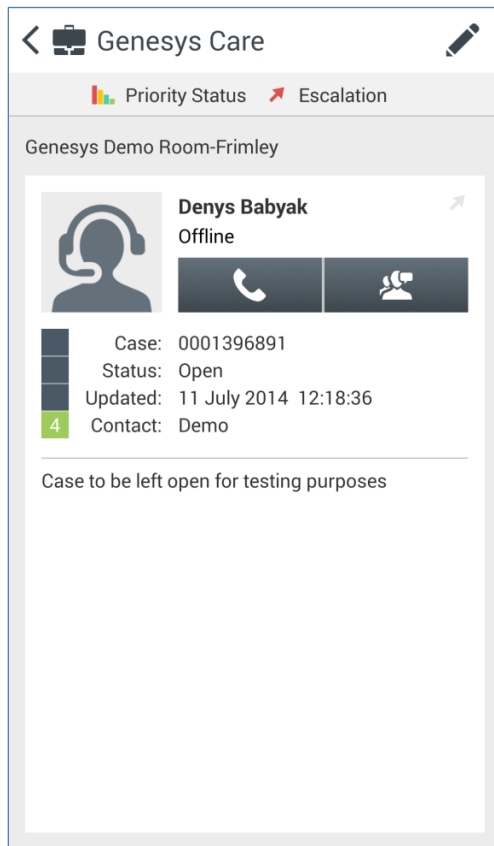 Genesys Care
Priority Status Escalation
Genesys Demo Room-Frimley
Denys Babyak
Offline
Case: 0001396891
Status: Open
Updated: 11 July 2014 12:18:36
4 Contact: Demo
Case to be left open for testing purposes